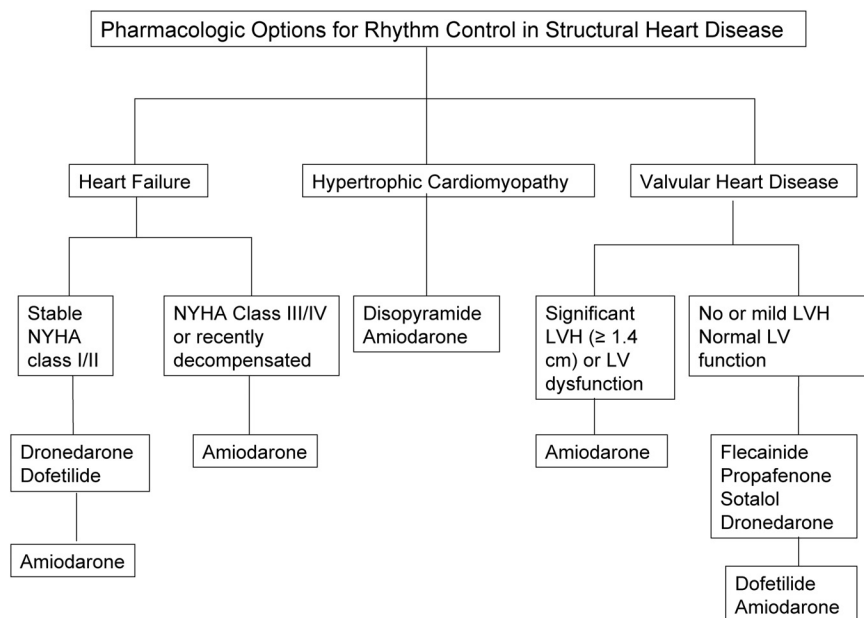 Pharmacologic Options for Rhythm Control in Structural Heart Disease
Heart Failure
Hypertrophic Cardiomyopathy
Valvular Heart Disease
Stable
NYHA
class I/II
NYHA Class III/IV
or recently
decompensated
Disopyramide
Amiodarone
Significant
LVH (≥ 1.4
cm) or LV
dysfunction
No or mild LVH
Normal LV
function
Dronedarone
Dofetilide
Amiodarone
Amiodarone
Flecainide
Propafenone
Sotalol
Dronedarone
Amiodarone
Dofetilide
Amiodarone